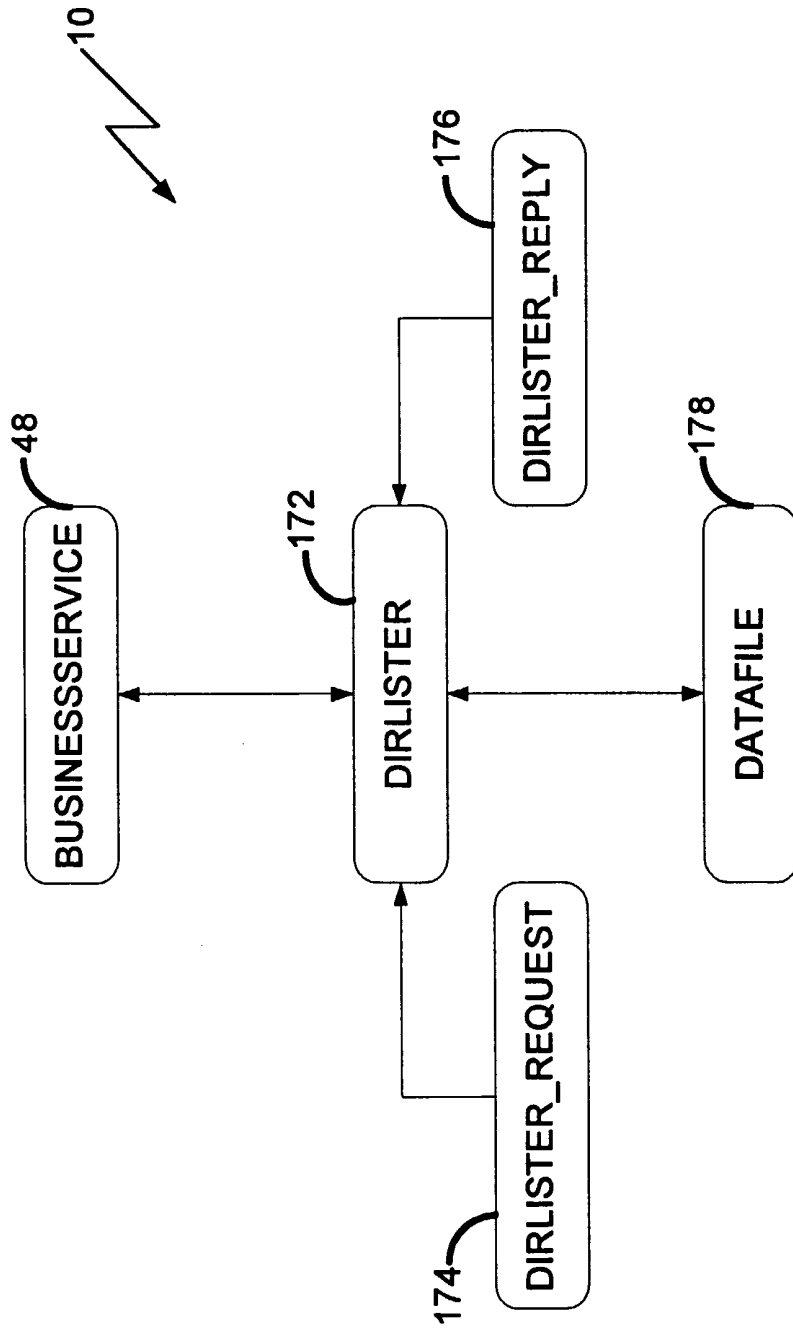 10
48
BUSINESSSERVICE
172
DIRLISTER
176
DIRLISTER_REPLY
174
DIRLISTER_REQUEST
178
DATAFILE